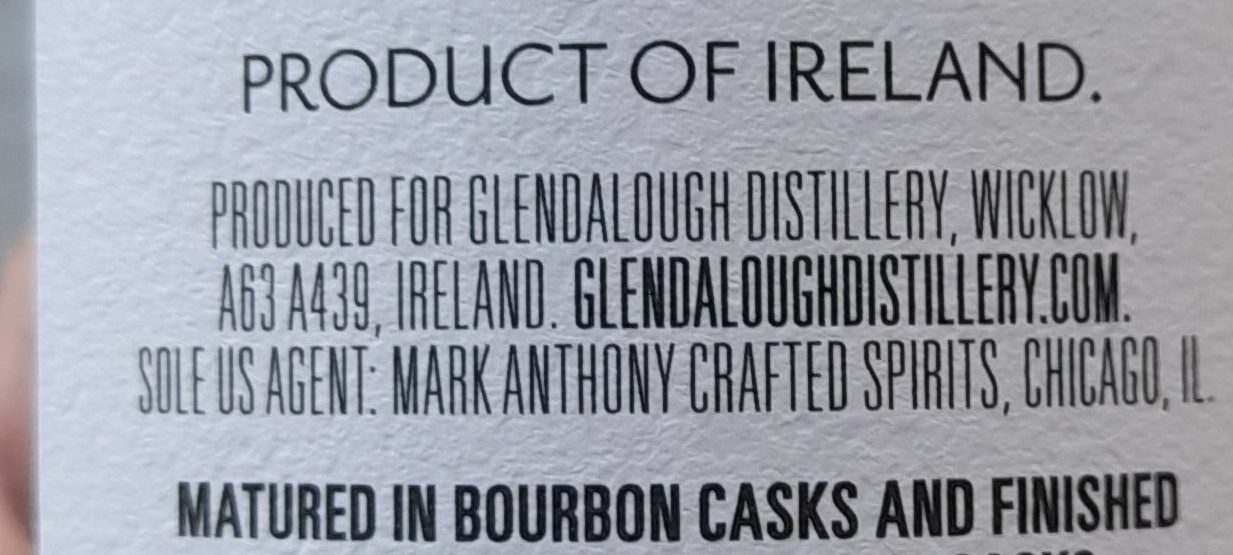 PRODUCT OF IRELAND.
PRODUCED FOR GLENDALOUGH DISTILLERY, WICKLOW,
A63 A439, IRELAND. GLENDALOUGHDISTILLERY.COM.
SOLE US AGENT: MARK ANTHONY CRAFTED SPIRITS, CHICAGO, IL.
MATURED IN BOURBON CASKS AND FINISHED